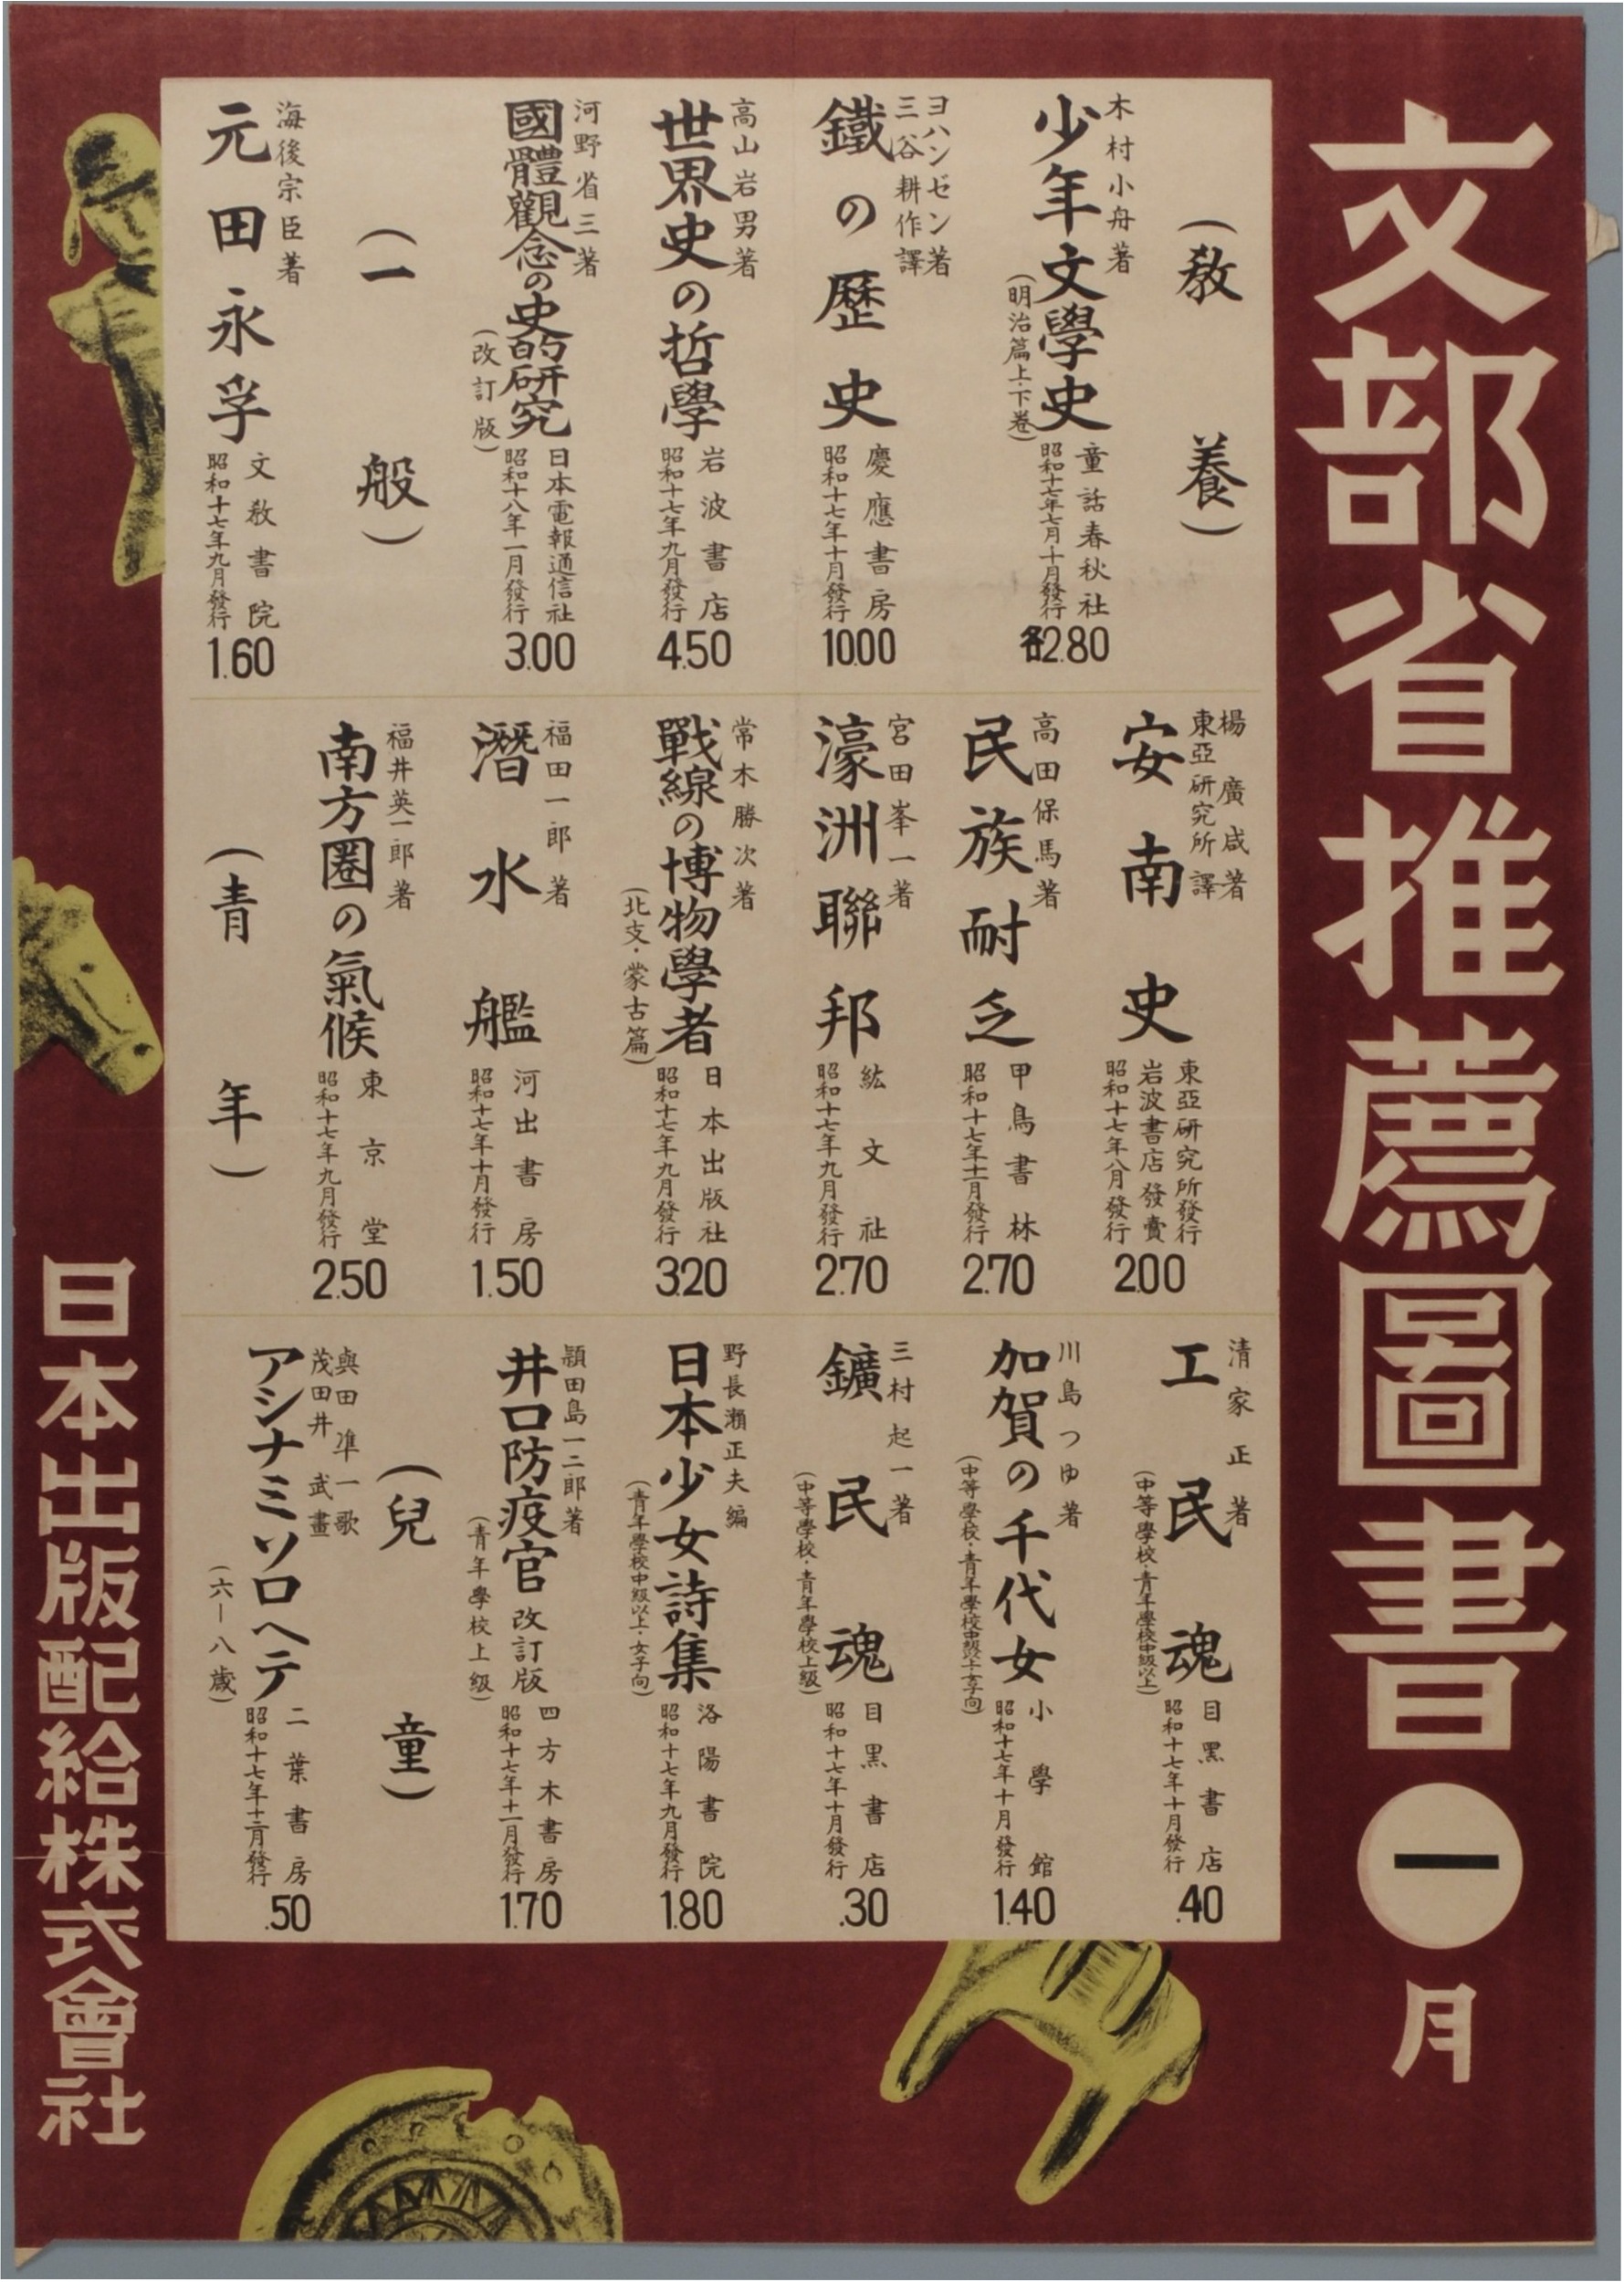 文部省推薦圖書
一月
(教養)
木村小舟著
少年文學史
(明治篇上・下卷)
童話春秋社
昭和十七年七月十月發行
各2.80
ヨハンゼン著
三谷耕作譯
鐵の歷史
慶應書房
昭和十七年十月發行
10.00
高山岩男著
世界史の哲學
岩波書店
昭和十七年九月發行
4.50
河野省三著
國體觀念の史的硏究
(改訂版)
日本電報通信社
昭和十八年一月發行
3.00
(一般)
海後宗臣著
元田永孚
文敎書院
昭和十七年九月發行
1.60
楊廣咸著
東亞硏究所譯
安南史
東亞硏究所發行
岩波書店發賣
昭和十七年八月發行
2.00
高田保馬著
民族耐乏
甲鳥書林
昭和十七年十一月發行
2.70
宮田峯一著
濠洲聯邦
紘文社
昭和十七年九月發行
2.70
常木勝次著
戰線の博物學者
(北支・蒙古篇)
日本出版社
昭和十七年九月發行
3.20
福田一郎著
潛水艦
河出書房
昭和十七年十月發行
1.50
福井英一郎著
南方圈の氣候
東京堂
昭和十七年九月發行
2.50
(青年)
清家正著
工民魂
(中等學校・青年學校中級以上)
目黑書店
昭和十七年十月發行
.40
川島つゆ著
加賀の千代女
(中等學校・青年學校中級以上・女子向)
小學館
昭和十七年十月發行
1.40
三村起一著
鑛民魂
(中等學校・青年學校上級)
目黑書店
昭和十七年十月發行
.30
野長瀨正夫編
日本少女詩集
(青年學校中級以上・女子向)
洛陽書院
昭和十七年九月發行
1.80
頴田島一二郎著
井口防疫官 改訂版
(青年學校上級)
四方木書房
昭和十七年十一月發行
1.70
(兒童)
與田凖一歌
茂田井武畫
アシナミソロヘテ
(六—八歲)
二葉書房
昭和十七年十二月發行
.50
日本出版配給株式會社